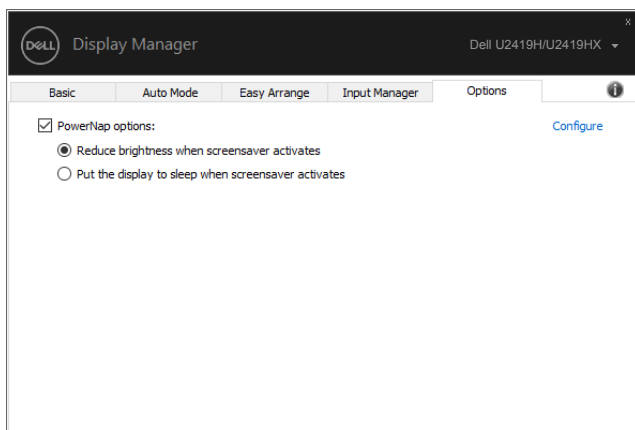 x
DELL Display Manager Dell U2419H/U2419HX
Basic Auto Mode Easy Arrange Input Manager Options i
PowerNap options: Configure
Reduce brightness when screensaver activates
Put the display to sleep when screensaver activates